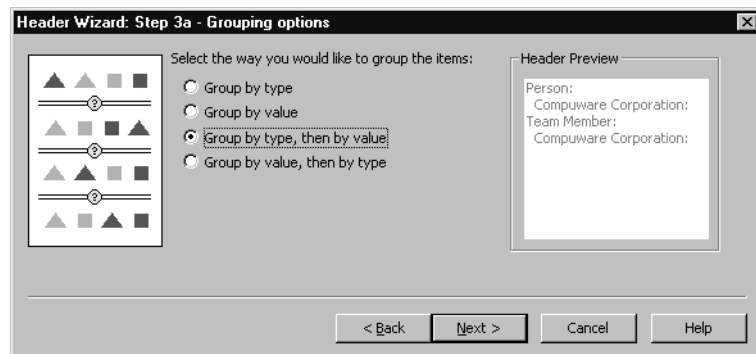 Header Wizard: Step 3a - Grouping options
Select the way you would like to group the items:
Group by type
Group by value
Group by type, then by value
Group by value, then by type
Header Preview
Person:
Compuware Corporation:
Team Member:
Compuware Corporation:
?
?
?
< Back
Next >
Cancel
Help